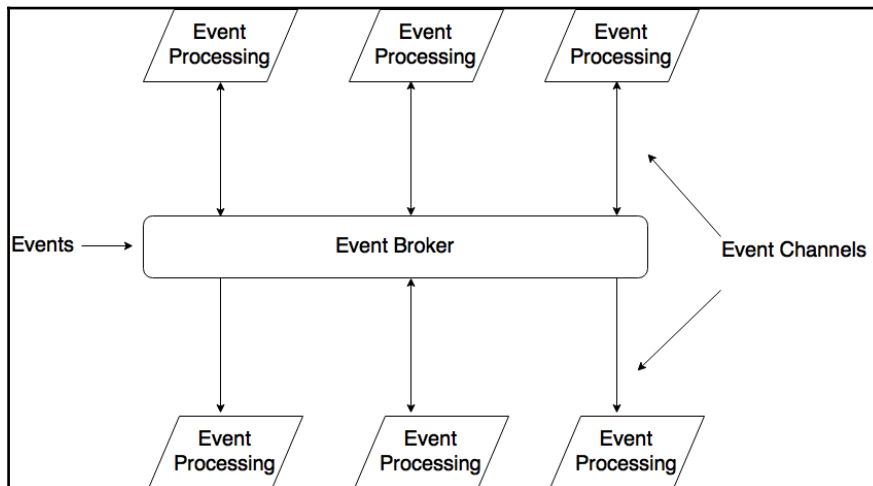 Event
Processing
Event
Processing
Event
Processing
Events
Event Broker
Event Channels
Event
Processing
Event
Processing
Event
Processing